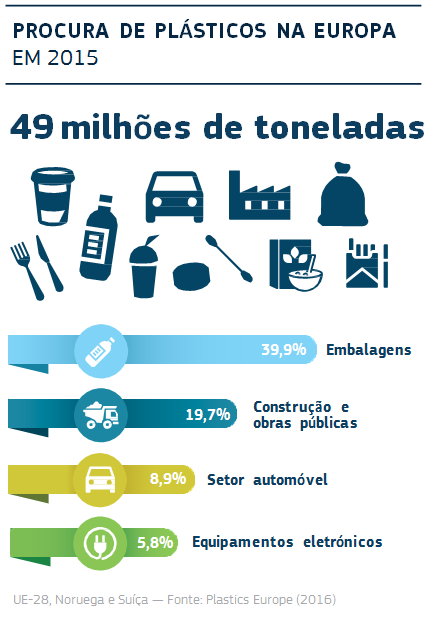 PROCURA DE PLÁSTICOS NA EUROPA
EM 2015
49 milhões de toneladas
39,9% Embalagens
19,7% Construção e
obras públicas
8,9% Setor automóvel
5,8% Equipamentos eletrónicos
UE-28, Noruega e Suíça — Fonte: Plastics Europe (2016)